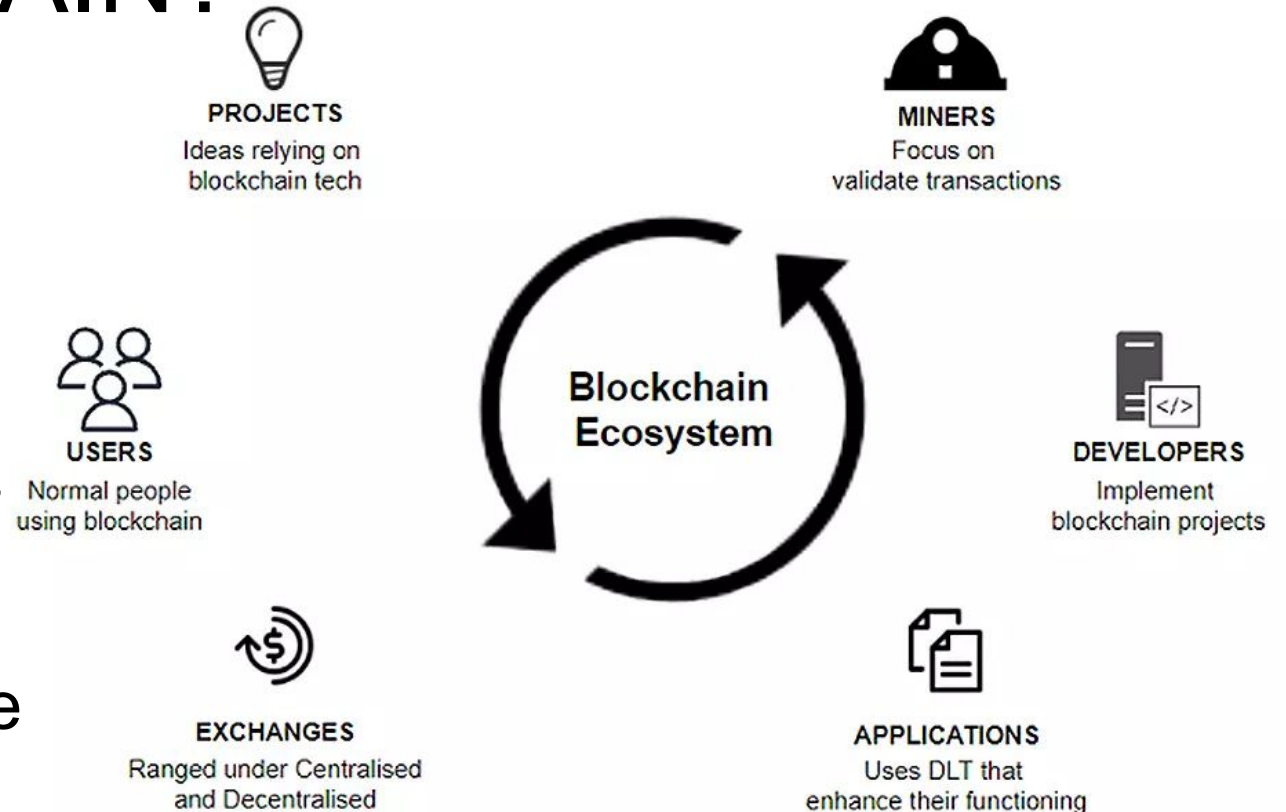 AIN?
PROJECTS
Ideas relying on
blockchain tech
MINERS
Focus on
validate transactions
Blockchain
Ecosystem
USERS
Normal people
using blockchain
</>
DEVELOPERS
Implement
blockchain projects
$
EXCHANGES
Ranged under Centralised
and Decentralised
e
APPLICATIONS
Uses DLT that
enhance their functioning